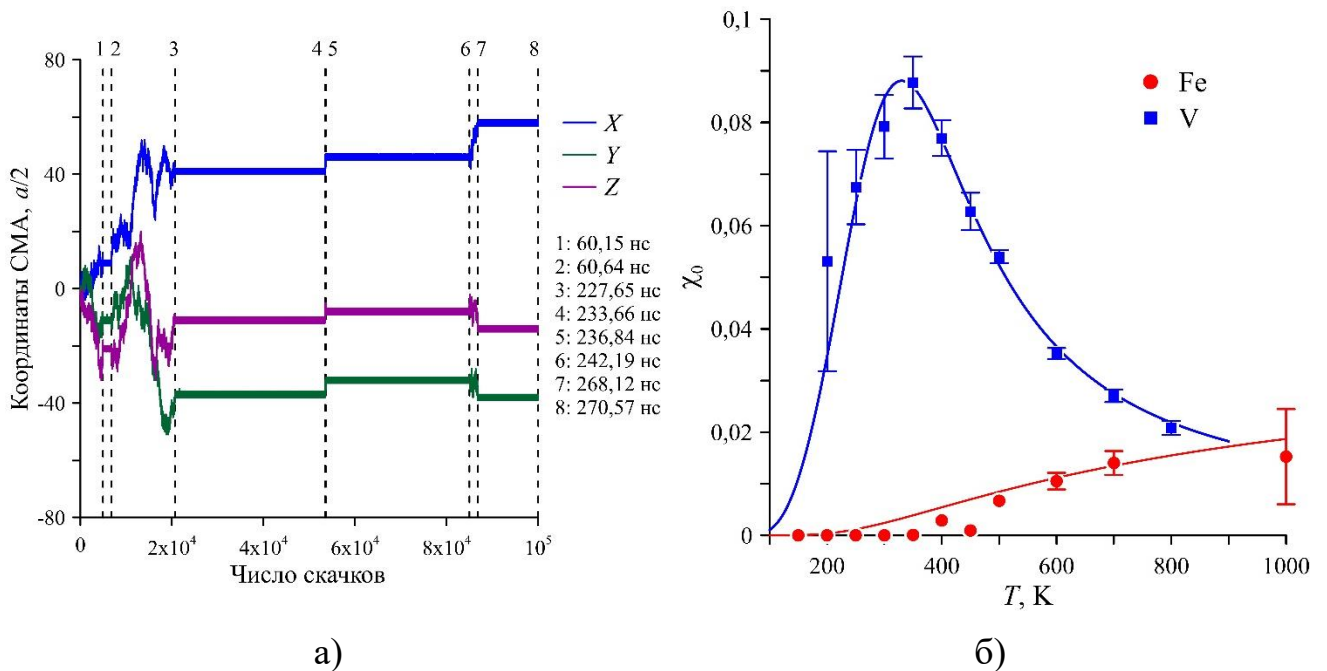 1 2 3 4 5 6 7 8
80
40
0
-40
-80
Координаты СМА, a/2
X
Y
Z
1: 60,15 нс
2: 60,64 нс
3: 227,65 нс
4: 233,66 нс
5: 236,84 нс
6: 242,19 нс
7: 268,12 нс
8: 270,57 нс
0 2x10⁴ 4x10⁴ 6x10⁴ 8x10⁴ 10⁵
Число скачков
а)
0,1
0,08
0,06
0,04
0,02
0
χ₀
Fe
V
200 400 600 800 1000
T, K
б)